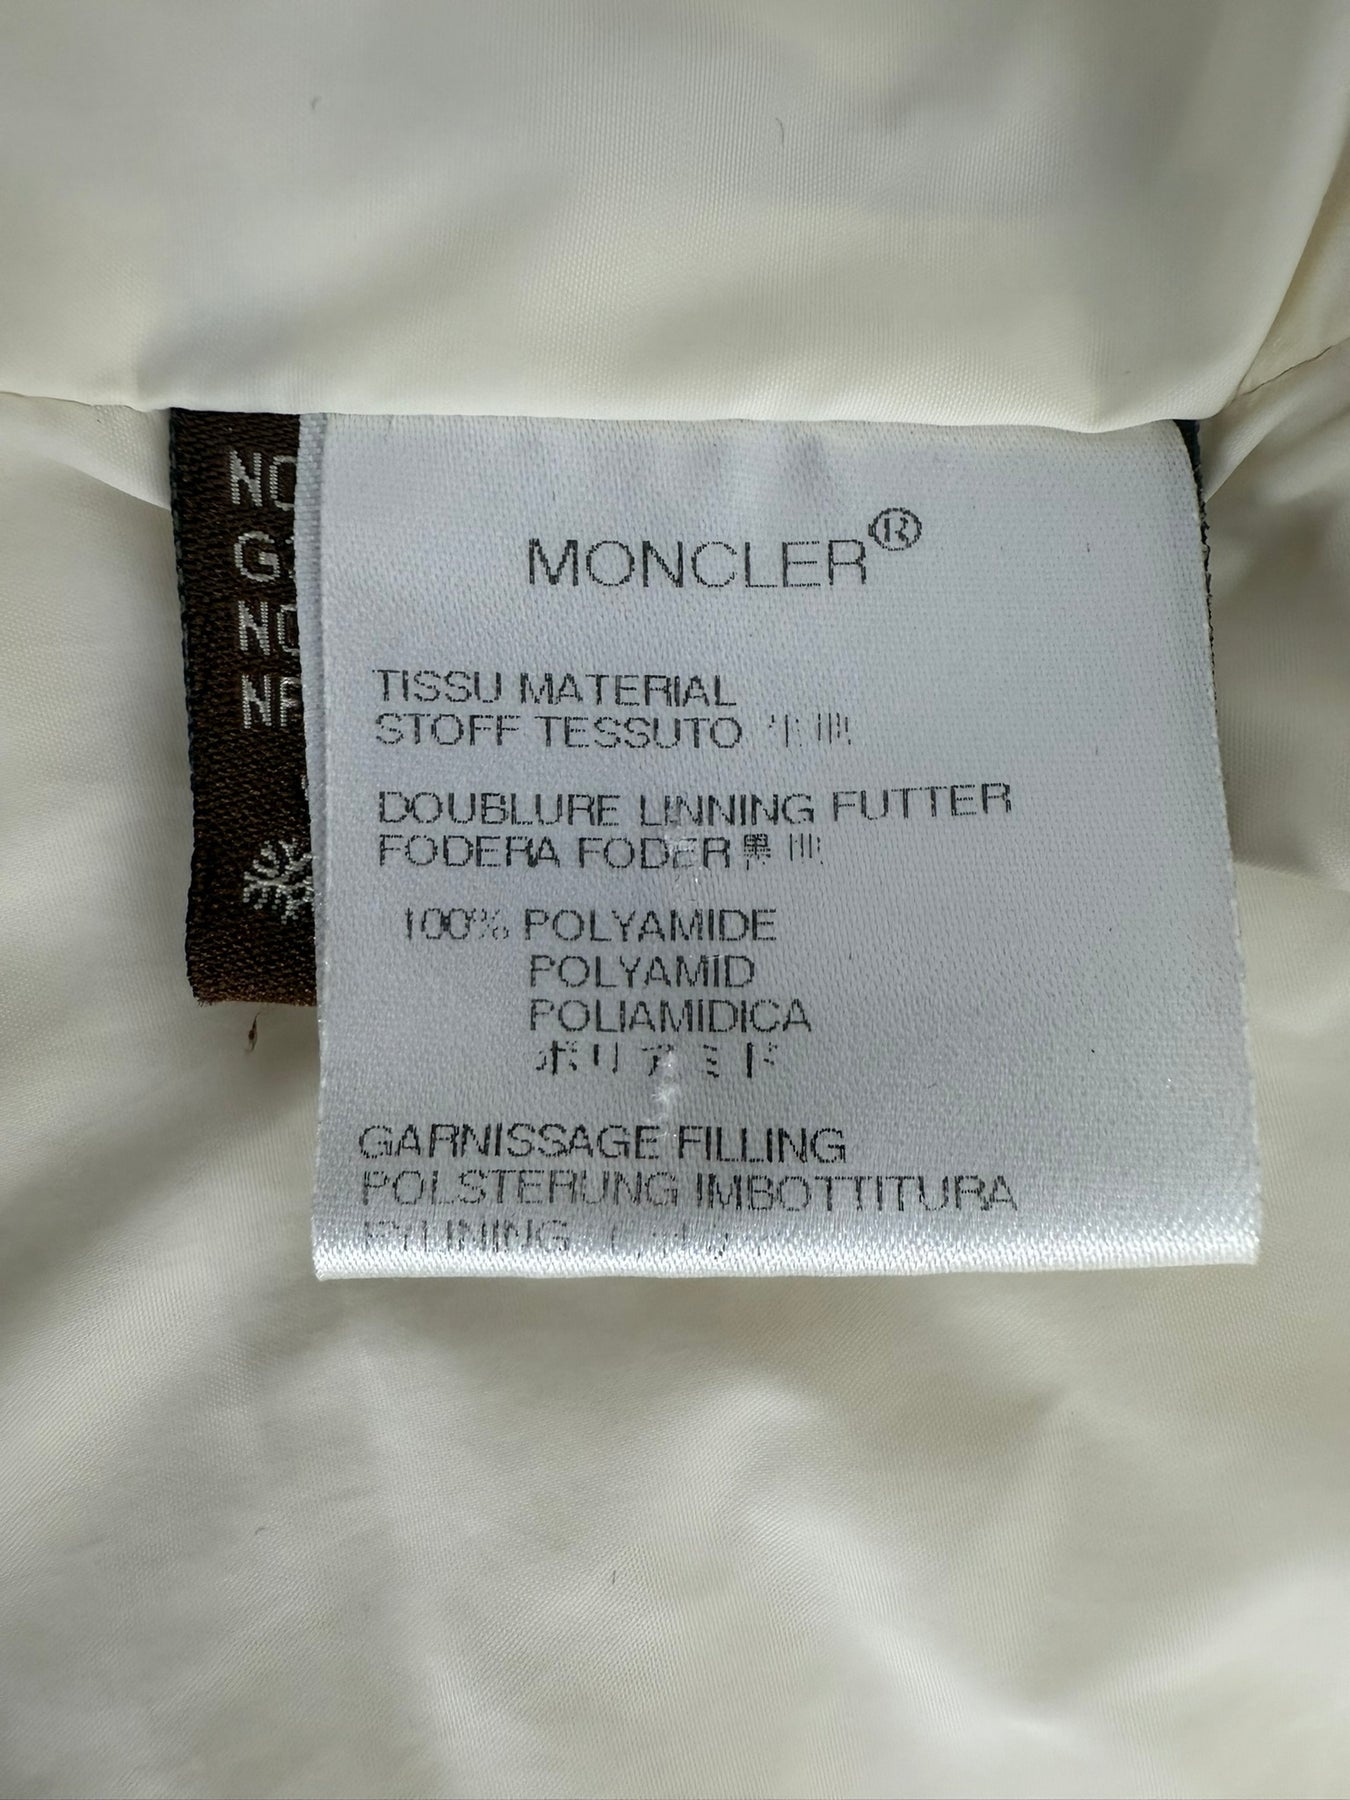 MONCLER®
TISSU MATERIAL
STOFF TESSUTO
DOUBLURE LINNING FUTTER
FODERA FODER
100% POLYAMIDE
POLYAMID
POLIAMIDICA
ポリアミド
GARNISSAGE FILLING
POLSTERUNG IMBOTTITURA